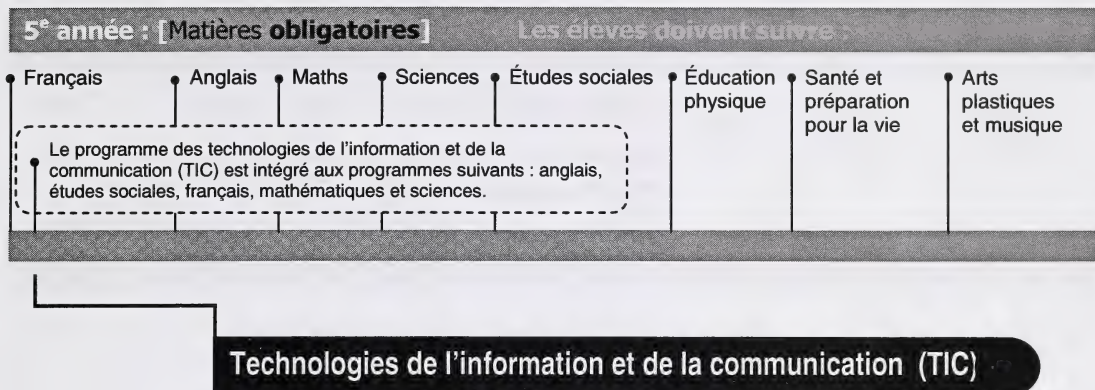 5e année : [Matières obligatoires] Les élèves doivent suivre :
Français
Anglais
Maths
Sciences
Études sociales
Éducation
physique
Santé et
préparation
pour la vie
Arts
plastiques
et musique
Le programme des technologies de l'information et de la
communication (TIC) est intégré aux programmes suivants : anglais,
études sociales, français, mathématiques et sciences.
Technologies de l'information et de la communication (TIC)